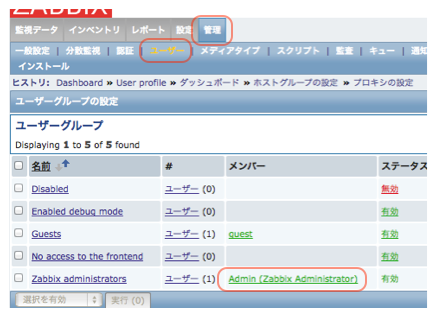 ZABBIX
監視データ | インベントリ | レポート | 設定 | 管理
一般設定 | 分散監視 | 認証 | ユーザー | メディアタイプ | スクリプト | 監査 | キュー | 通知
インストール
ヒストリ: Dashboard » User profile » ダッシュボード » ホストグループの設定 » プロキシの設定
ユーザーグループの設定
ユーザーグループ
Displaying 1 to 5 of 5 found
名前 # メンバー ステータス
Disabled ユーザー (0) 無効
Enabled debug mode ユーザー (0) 有効
Guests ユーザー (1) guest 有効
No access to the frontend ユーザー (0) 有効
Zabbix administrators ユーザー (1) Admin (Zabbix Administrator) 有効
選択を有効 実行 (0)